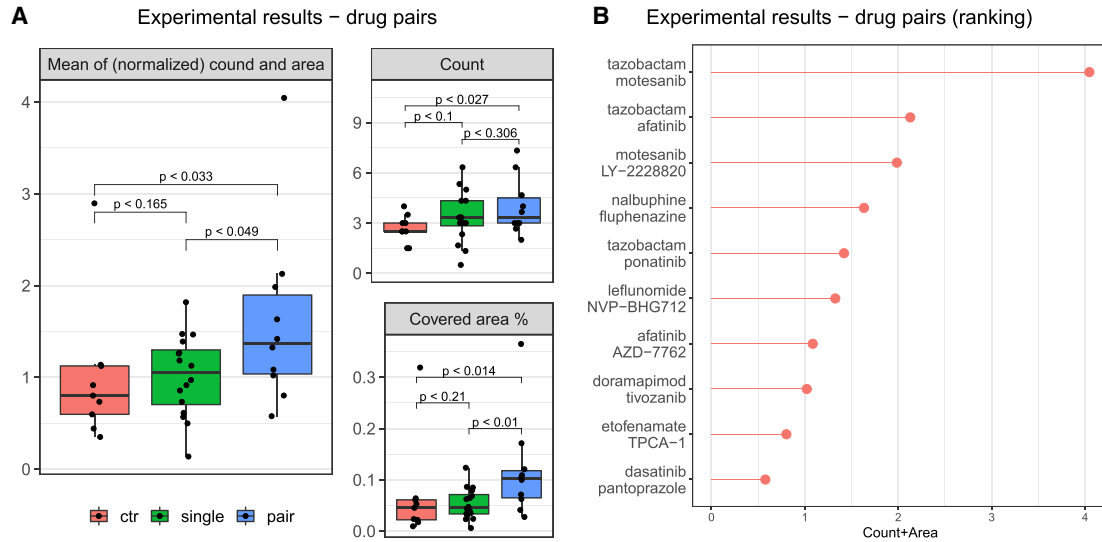 A
Experimental results − drug pairs
Mean of (normalized) cound and area
4
3
2
1
0
p < 0.033
p < 0.165
p < 0.049
Count
9
6
3
0
p < 0.027
p < 0.1
p < 0.306
Covered area %
0.3
0.2
0.1
0.0
p < 0.014
p < 0.21
p < 0.01
ctr
single
pair
B
Experimental results − drug pairs (ranking)
tazobactam
motesanib
tazobactam
afatinib
motesanib
LY−2228820
nalbuphine
fluphenazine
tazobactam
ponatinib
leflunomide
NVP−BHG712
afatinib
AZD−7762
doramapimod
tivozanib
etofenamate
TPCA−1
dasatinib
pantoprazole
0 1 2 3 4
Count+Area